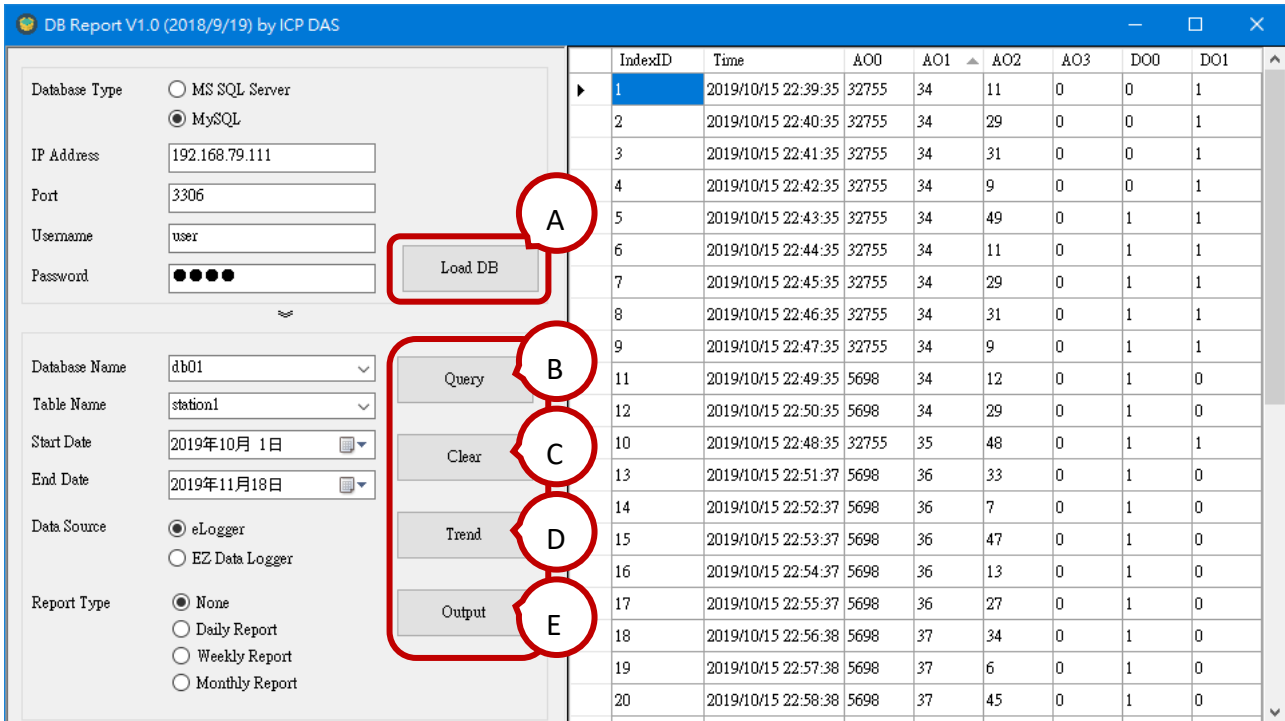 DB Report V1.0 (2018/9/19) by ICP DAS
Database Type
MS SQL Server
MySQL
IP Address 192.168.79.111
Port 3306
Username user
Password ●●●●
Load DB
A
Database Name db01
Table Name station1
Start Date 2019年10月 1日
End Date 2019年11月18日
Data Source
eLogger
EZ Data Logger
Report Type
None
Daily Report
Weekly Report
Monthly Report
Query
B
Clear
C
Trend
D
Output
E
IndexID Time AO0 AO1 AO2 AO3 DO0 DO1
1 2019/10/15 22:39:35 32755 34 11 0 0 1
2 2019/10/15 22:40:35 32755 34 29 0 0 1
3 2019/10/15 22:41:35 32755 34 31 0 0 1
4 2019/10/15 22:42:35 32755 34 9 0 0 1
5 2019/10/15 22:43:35 32755 34 49 0 1 1
6 2019/10/15 22:44:35 32755 34 11 0 1 1
7 2019/10/15 22:45:35 32755 34 29 0 1 1
8 2019/10/15 22:46:35 32755 34 31 0 1 1
9 2019/10/15 22:47:35 32755 34 9 0 1 1
11 2019/10/15 22:49:35 5698 34 12 0 1 0
12 2019/10/15 22:50:35 5698 34 29 0 1 0
10 2019/10/15 22:48:35 32755 35 48 0 1 1
13 2019/10/15 22:51:37 5698 36 33 0 1 0
14 2019/10/15 22:52:37 5698 36 7 0 1 0
15 2019/10/15 22:53:37 5698 36 47 0 1 0
16 2019/10/15 22:54:37 5698 36 13 0 1 0
17 2019/10/15 22:55:37 5698 36 27 0 1 0
18 2019/10/15 22:56:38 5698 37 34 0 1 0
19 2019/10/15 22:57:38 5698 37 6 0 1 0
20 2019/10/15 22:58:38 5698 37 45 0 1 0